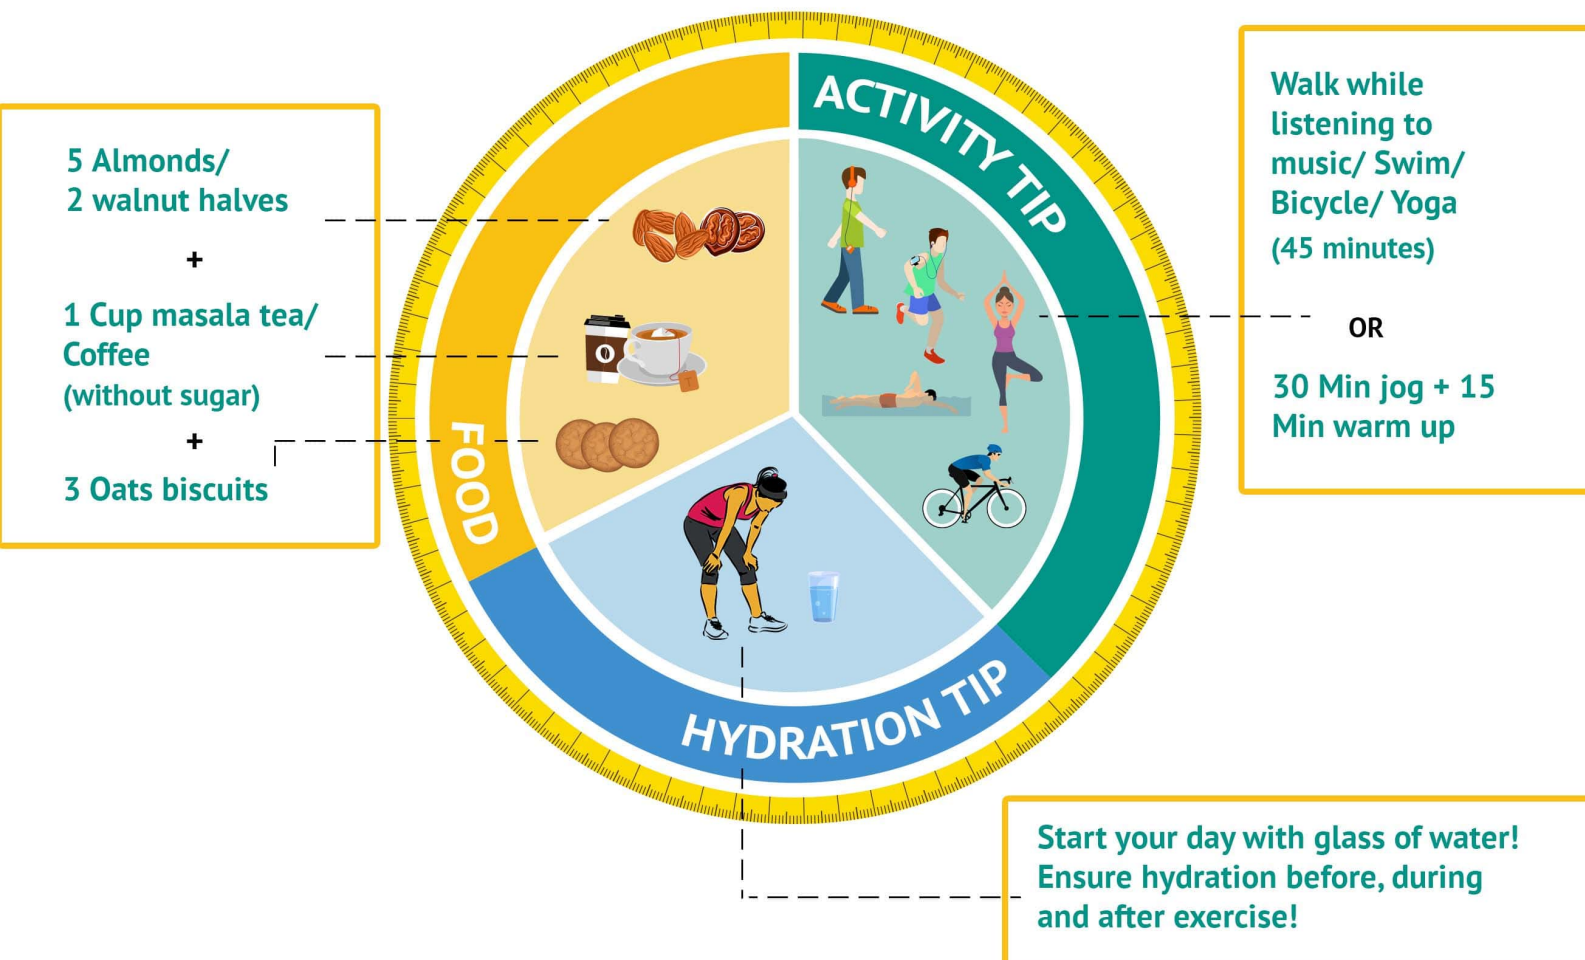 5 Almonds/
2 walnut halves
+
1 Cup masala tea/
Coffee
(without sugar)
+
3 Oats biscuits
FOOD
ACTIVITY TIP
HYDRATION TIP
T
Walk while
listening to
music/ Swim/
Bicycle/ Yoga
(45 minutes)
OR
30 Min jog + 15
Min warm up
Start your day with glass of water!
Ensure hydration before, during
and after exercise!